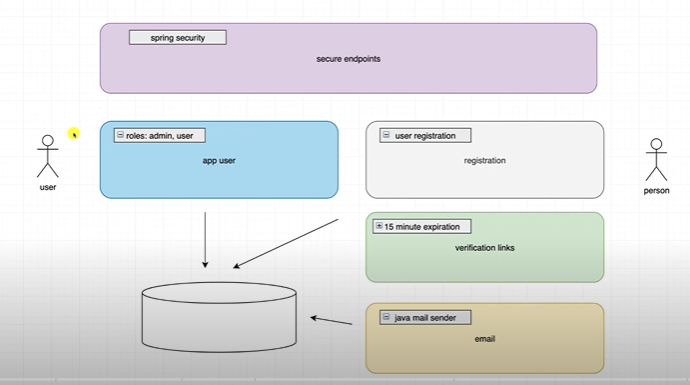 spring security
secure endpoints
roles: admin, user
app user
user registration
registration
user
person
15 minute expiration
verification links
java mail sender
email